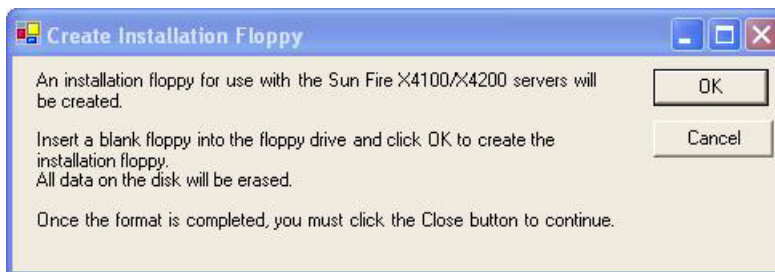 Create Installation Floppy
An installation floppy for use with the Sun Fire X4100/X4200 servers will
be created.
OK
Insert a blank floppy into the floppy drive and click OK to create the
installation floppy.
All data on the disk will be erased.
Cancel
Once the format is completed, you must click the Close button to continue.